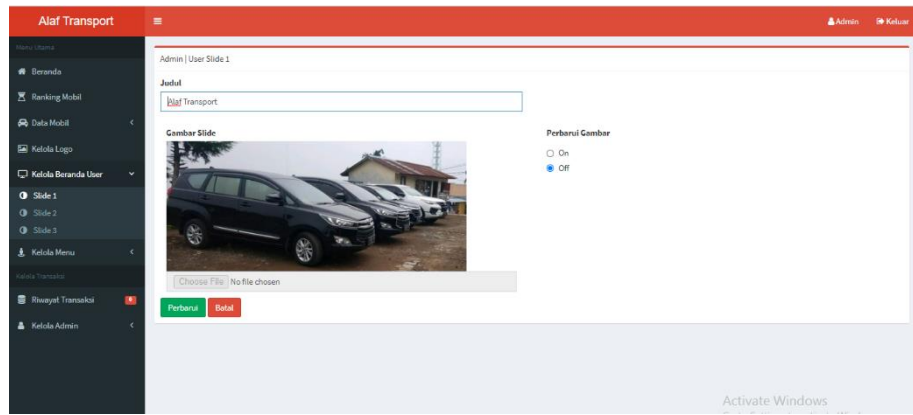 Alaf Transport
Admin
Keluar
Menu Utama
Beranda
Ranking Mobil
Data Mobil
Kelola Logo
Kelola Beranda User
Slide 1
Slide 2
Slide 3
Kelola Menu
Kelola Transaksi
Riwayat Transaksi
Kelola Admin
Admin | User Slide 1
Judul
Alaf Transport
Gambar Slide
Perbarui Gambar
On
Off
Choose File No file chosen
Perbarui
Batal
Activate Windows